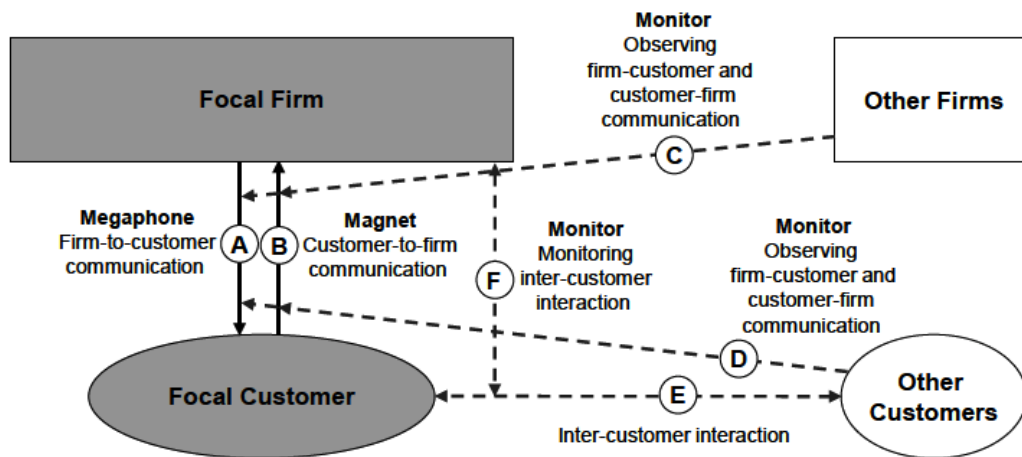 Monitor
Observing
firm-customer and
customer-firm
communication
Focal Firm
Other Firms
C
Megaphone
Firm-to-customer
communication
A
B
Magnet
Customer-to-firm
communication
F
Monitor
Monitoring
inter-customer
interaction
Monitor
Observing
firm-customer and
customer-firm
communication
D
Focal Customer
E
Other
Customers
Inter-customer interaction